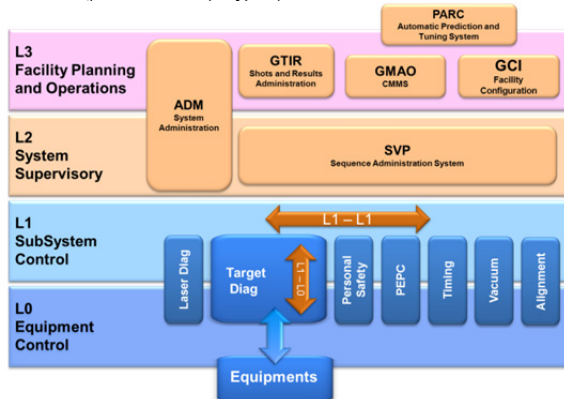 PARC
Automatic Prediction and
Tuning System
L3
Facility Planning
and Operations
GTIR
Shots and Results
Administration
GMAO
CMMS
GCI
Facility
Configuration
ADM
System
Administration
L2
System
Supervisory
SVP
Sequence Administration System
L1
SubSystem
Control
L1 – L1
Laser Diag
Target
Diag
L1 – L0
Personal
Safety
PEPC
Timing
Vacuum
Alignment
L0
Equipment
Control
Equipments